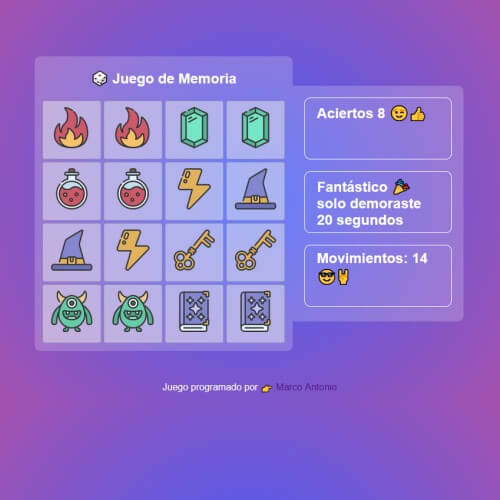 🎲 Juego de Memoria
Aciertos 8 😉👍
Fantástico 🎉
solo demoraste
20 segundos
Movimientos: 14
😎🤘
Juego programado por 👉 Marco Antonio